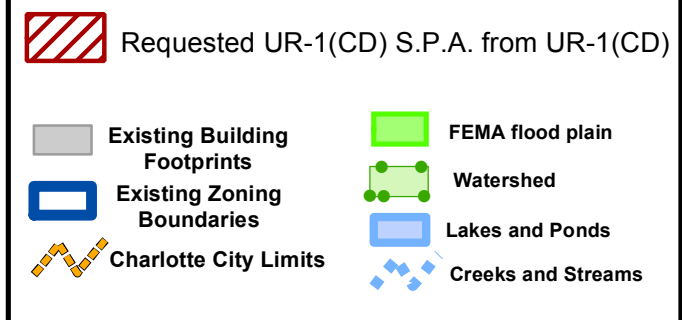 Requested UR-1(CD) S.P.A. from UR-1(CD)
Existing Building
Footprints
Existing Zoning
Boundaries
Charlotte City Limits
FEMA flood plain
Watershed
Lakes and Ponds
Creeks and Streams